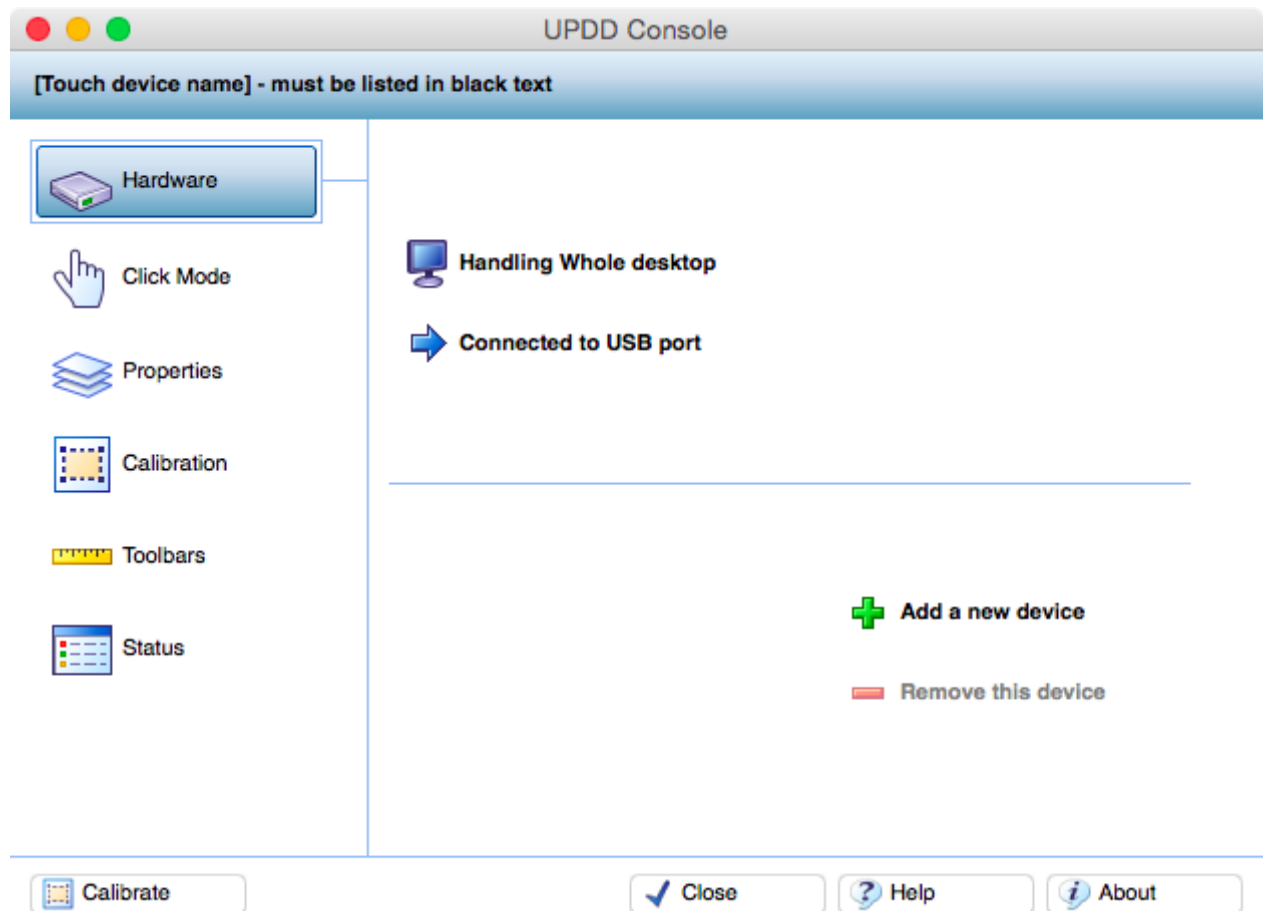 UPDD Console
[Touch device name] - must be listed in black text
Hardware
Click Mode
Properties
Calibration
Toolbars
Status
Handling Whole desktop
Connected to USB port
Add a new device
Remove this device
Calibrate
Close
Help
About